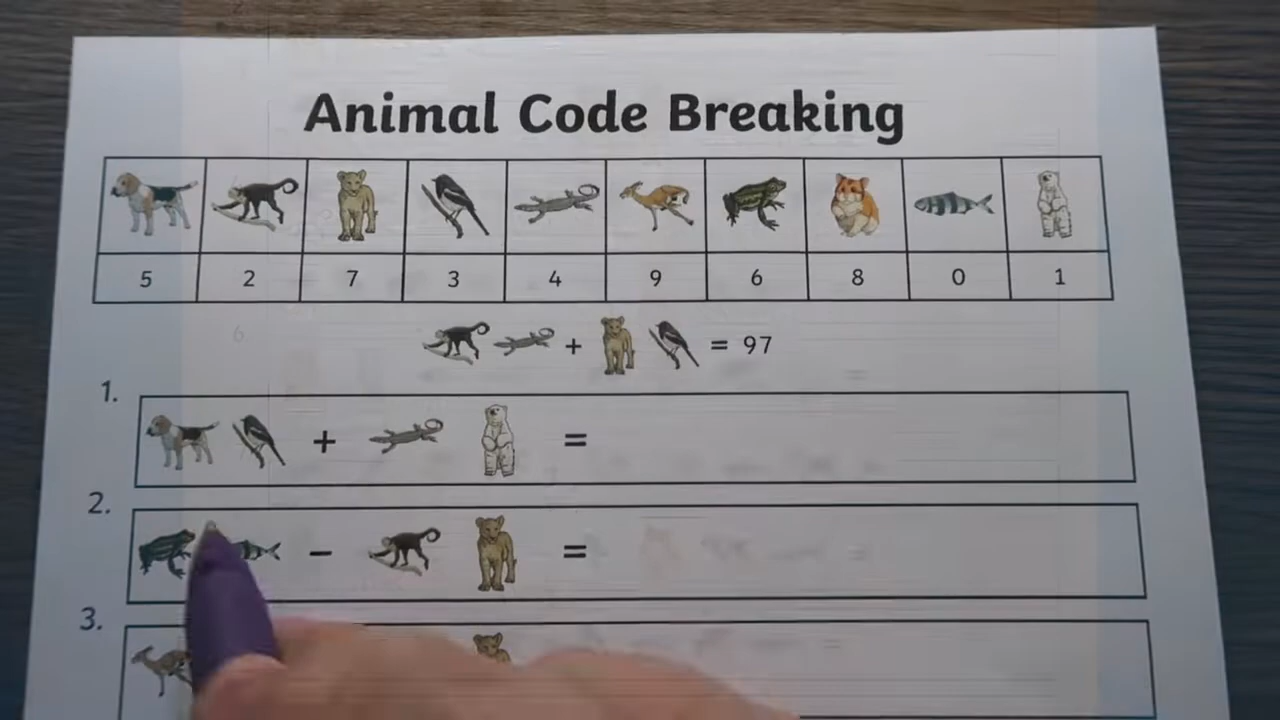 Animal Code Breaking
5 2 7 3 4 9 6 8 0 1
+ = 97
1.
+ =
2.
- =
3.